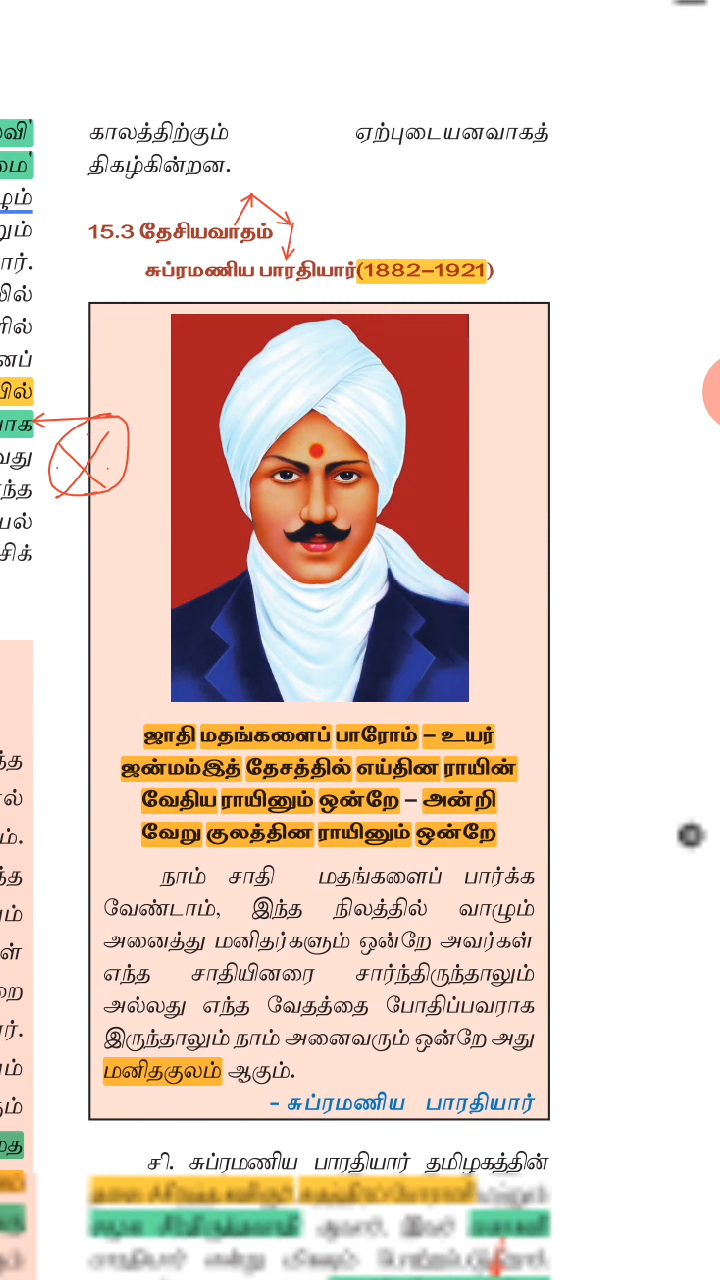 லவி'
மை'
ழும்
றும்
ார்.
யில்
ரில்
னைப்
யில்
ாக
வது
ந்த
யல்
சிக்
ந்த
ல்
ம்.
ந்த
ம்
ள்
றை
ர்.
ம்
ம்
தை
காலத்திற்கும் ஏற்புடையனவாகத்
திகழ்கின்றன.
15.3 தேசியவாதம்
சுப்ரமணிய பாரதியார்(1882–1921)
ஜாதி மதங்களைப் பாரோம் – உயர்
ஜன்மம்இத் தேசத்தில் எய்தின ராயின்
வேதிய ராயினும் ஒன்றே – அன்றி
வேறு குலத்தின ராயினும் ஒன்றே
நாம் சாதி மதங்களைப் பார்க்க
வேண்டாம், இந்த நிலத்தில் வாழும்
அனைத்து மனிதர்களும் ஒன்றே அவர்கள்
எந்த சாதியினரை சார்ந்திருந்தாலும்
அல்லது எந்த வேதத்தை போதிப்பவராக
இருந்தாலும் நாம் அனைவரும் ஒன்றே அது
மனிதகுலம் ஆகும்.
– சுப்ரமணிய பாரதியார்
சி. சுப்ரமணிய பாரதியார் தமிழகத்தின்